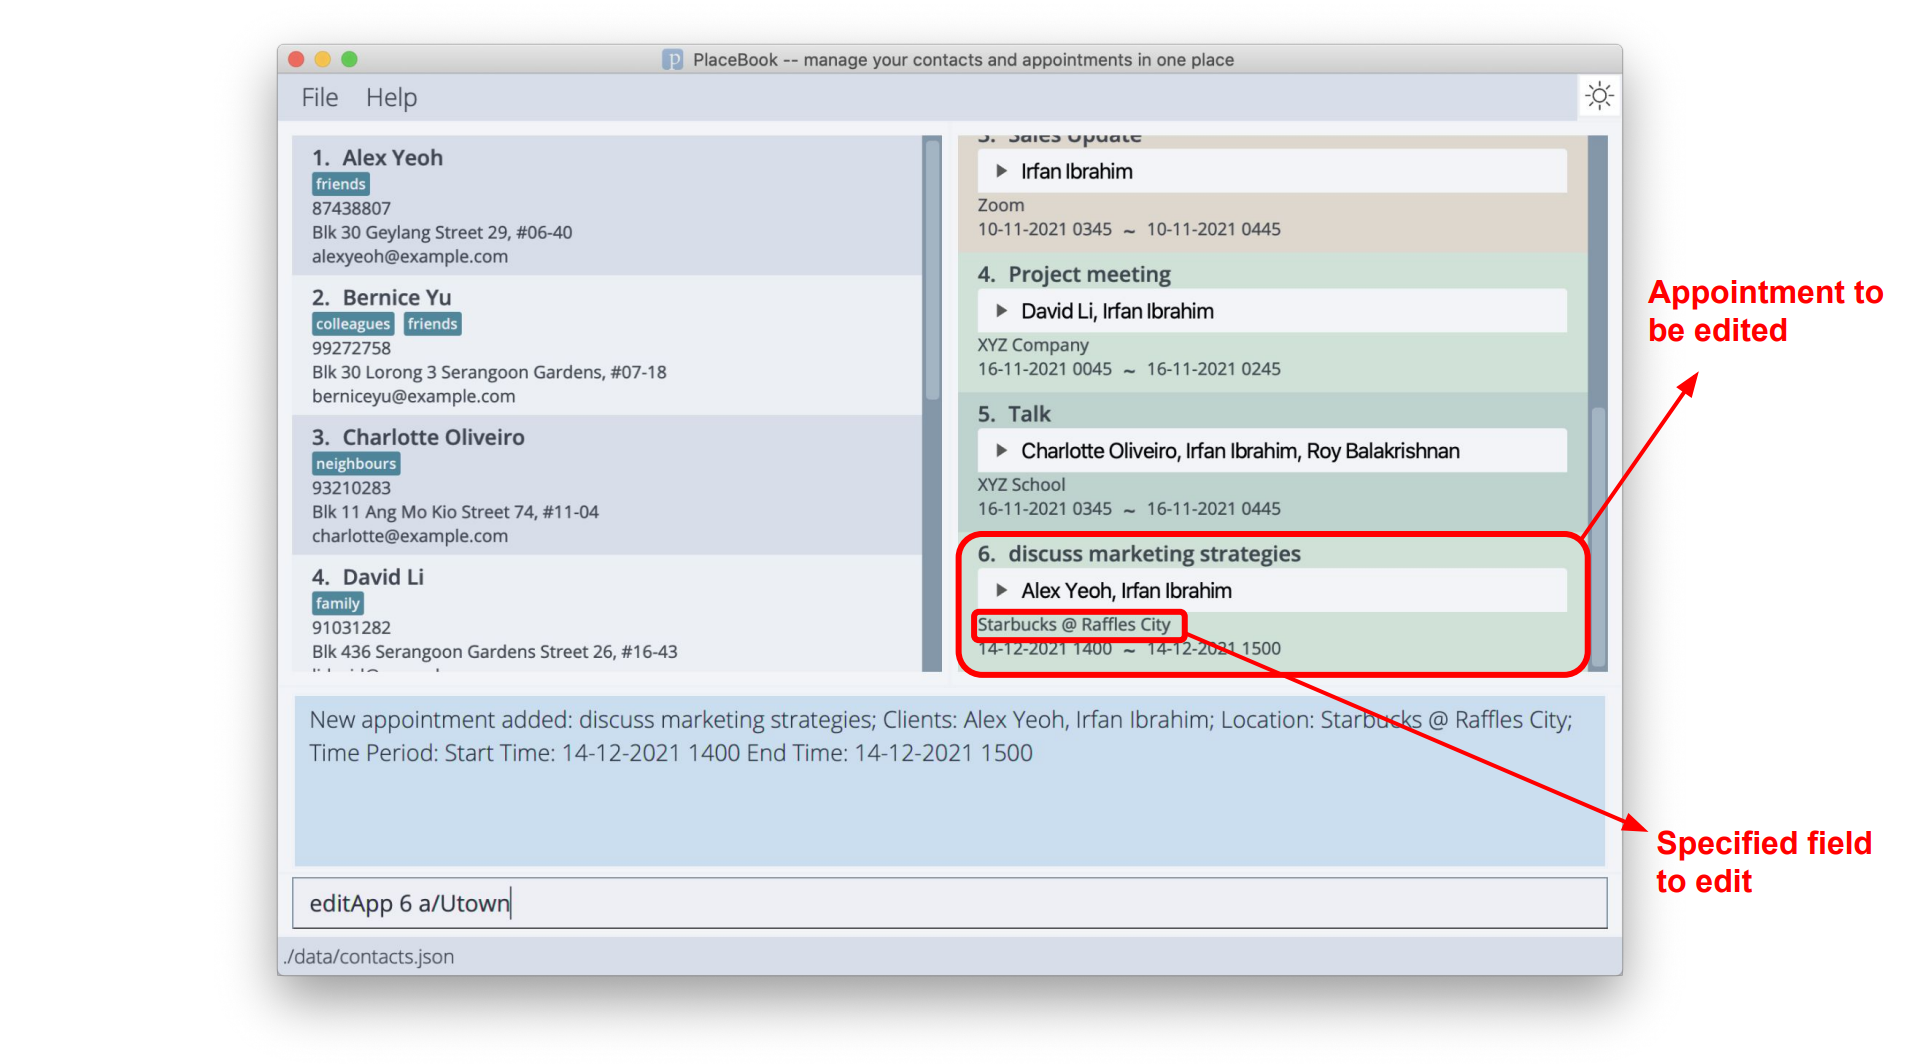 PlaceBook -- manage your contacts and appointments in one place
File Help
1. Alex Yeoh
friends
87438807
Blk 30 Geylang Street 29, #06-40
alexyeoh@example.com
2. Bernice Yu
colleagues friends
99272758
Blk 30 Lorong 3 Serangoon Gardens, #07-18
berniceyu@example.com
3. Charlotte Oliveiro
neighbours
93210283
Blk 11 Ang Mo Kio Street 74, #11-04
charlotte@example.com
4. David Li
family
91031282
Blk 436 Serangoon Gardens Street 26, #16-43
3. Sales Update
Irfan Ibrahim
Zoom
10-11-2021 0345 ~ 10-11-2021 0445
4. Project meeting
David Li, Irfan Ibrahim
XYZ Company
16-11-2021 0045 ~ 16-11-2021 0245
5. Talk
Charlotte Oliveiro, Irfan Ibrahim, Roy Balakrishnan
XYZ School
16-11-2021 0345 ~ 16-11-2021 0445
6. discuss marketing strategies
Alex Yeoh, Irfan Ibrahim
Starbucks @ Raffles City
14-12-2021 1400 ~ 14-12-2021 1500
Appointment to
be edited
New appointment added: discuss marketing strategies; Clients: Alex Yeoh, Irfan Ibrahim; Location: Starbucks @ Raffles City;
Time Period: Start Time: 14-12-2021 1400 End Time: 14-12-2021 1500
Specified field
to edit
editApp 6 a/Utown
./data/contacts.json